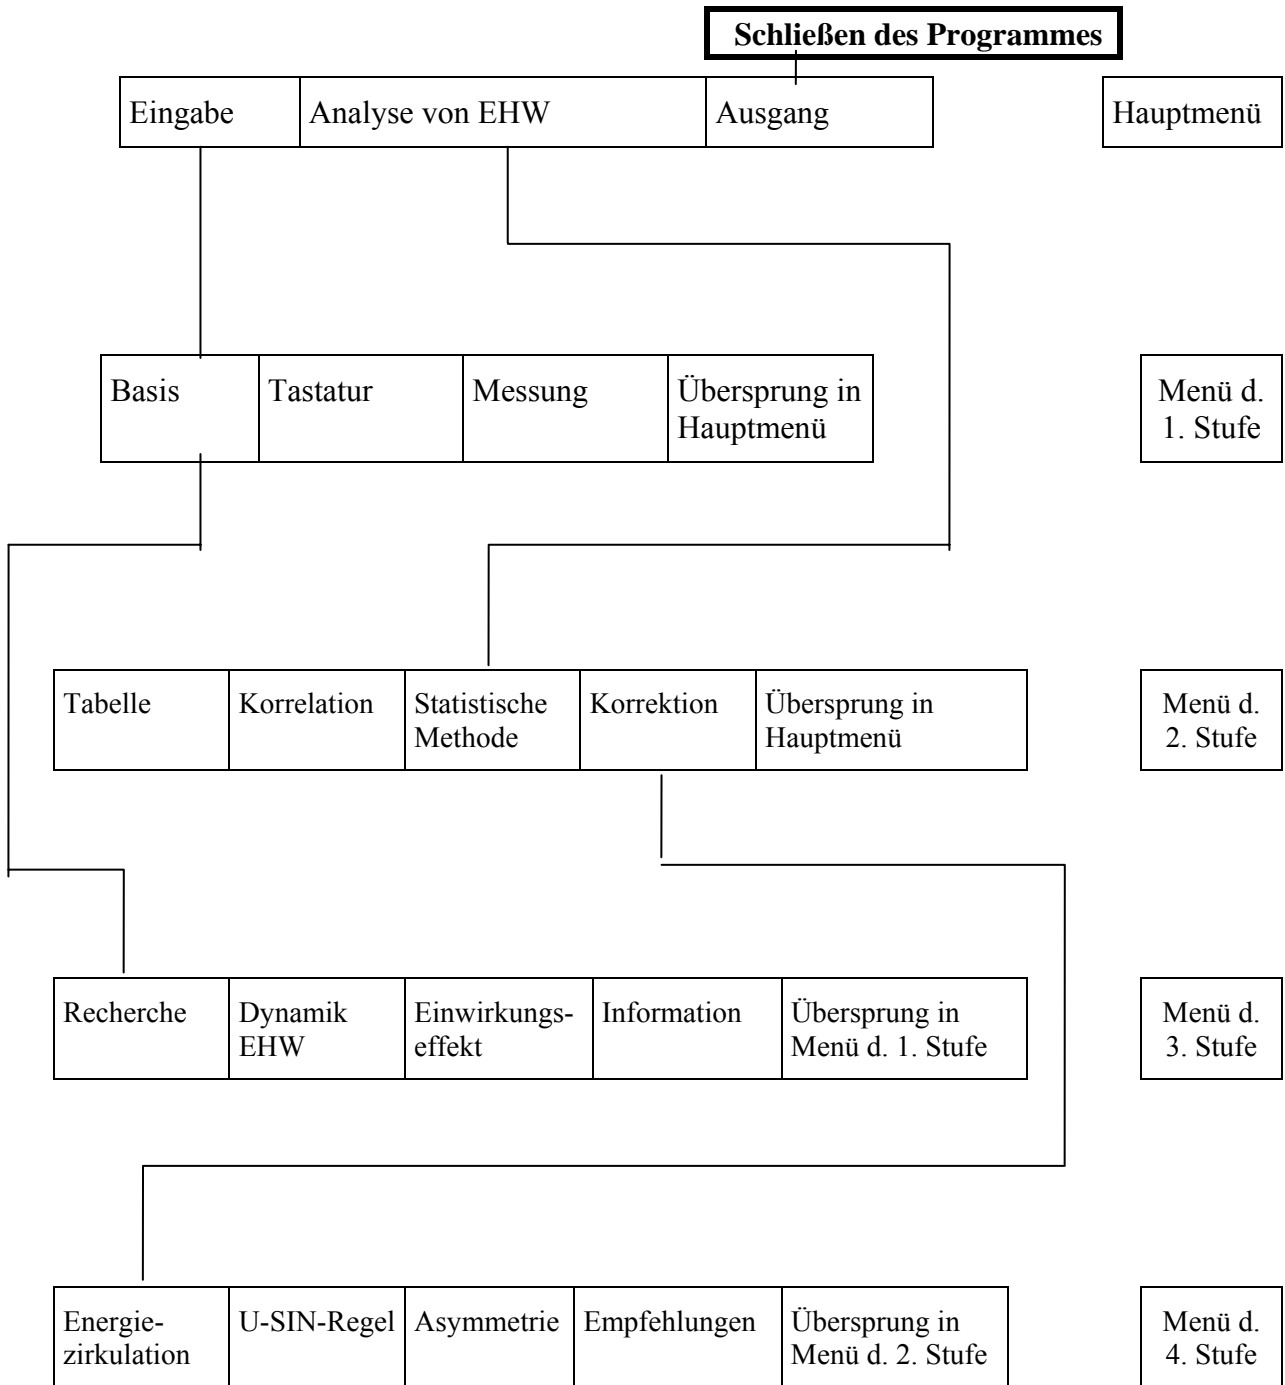 Schließen des Programmes
Eingabe
Analyse von EHW
Ausgang
Hauptmenü
Basis
Tastatur
Messung
Übersprung in
Hauptmenü
Menü d.
1. Stufe
Tabelle
Korrelation
Statistische
Methode
Korrektion
Übersprung in
Hauptmenü
Menü d.
2. Stufe
Recherche
Dynamik
EHW
Einwirkungs-
effekt
Information
Übersprung in
Menü d. 1. Stufe
Menü d.
3. Stufe
Energie-
zirkulation
U-SIN-Regel
Asymmetrie
Empfehlungen
Übersprung in
Menü d. 2. Stufe
Menü d.
4. Stufe